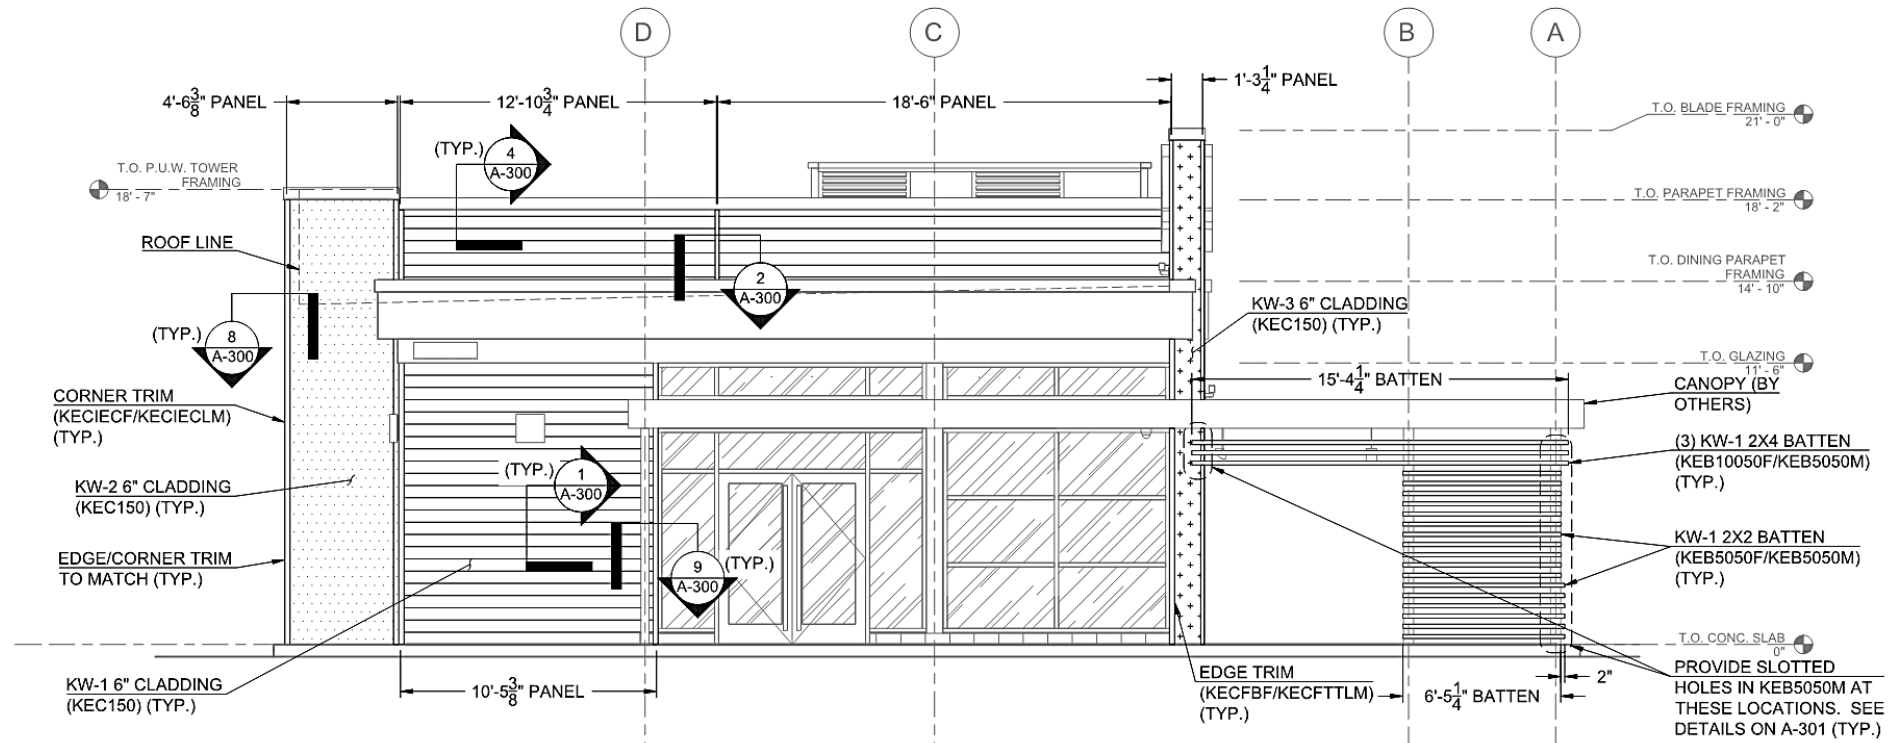 D
C
B
A
4'-6 3/8" PANEL
12'-10 3/4" PANEL
18'-6" PANEL
1'-3 1/4" PANEL
T.O. BLADE FRAMING
21' - 0"
(TYP.)
4
A-300
T.O. P.U.W. TOWER
FRAMING
18' - 7"
T.O. PARAPET FRAMING
18' - 2"
ROOF LINE
T.O. DINING PARAPET
FRAMING
14' - 10"
2
A-300
(TYP.)
8
A-300
KW-3 6" CLADDING
(KEC150) (TYP.)
T.O. GLAZING
11' - 6"
15'-4 1/4" BATTEN
CANOPY (BY
OTHERS)
CORNER TRIM
(KECIECF/KECIECLM)
(TYP.)
(3) KW-1 2X4 BATTEN
(KEB10050F/KEB5050M)
(TYP.)
(TYP.)
1
A-300
KW-2 6" CLADDING
(KEC150) (TYP.)
KW-1 2X2 BATTEN
(KEB5050F/KEB5050M)
(TYP.)
EDGE/CORNER TRIM
TO MATCH (TYP.)
9
A-300
(TYP.)
T.O. CONC. SLAB
0"
KW-1 6" CLADDING
(KEC150) (TYP.)
10'-5 3/8" PANEL
EDGE TRIM
(KECFBF/KECFTTLM)
(TYP.)
6'-5 1/4" BATTEN
2"
PROVIDE SLOTTED
HOLES IN KEB5050M AT
THESE LOCATIONS. SEE
DETAILS ON A-301 (TYP.)